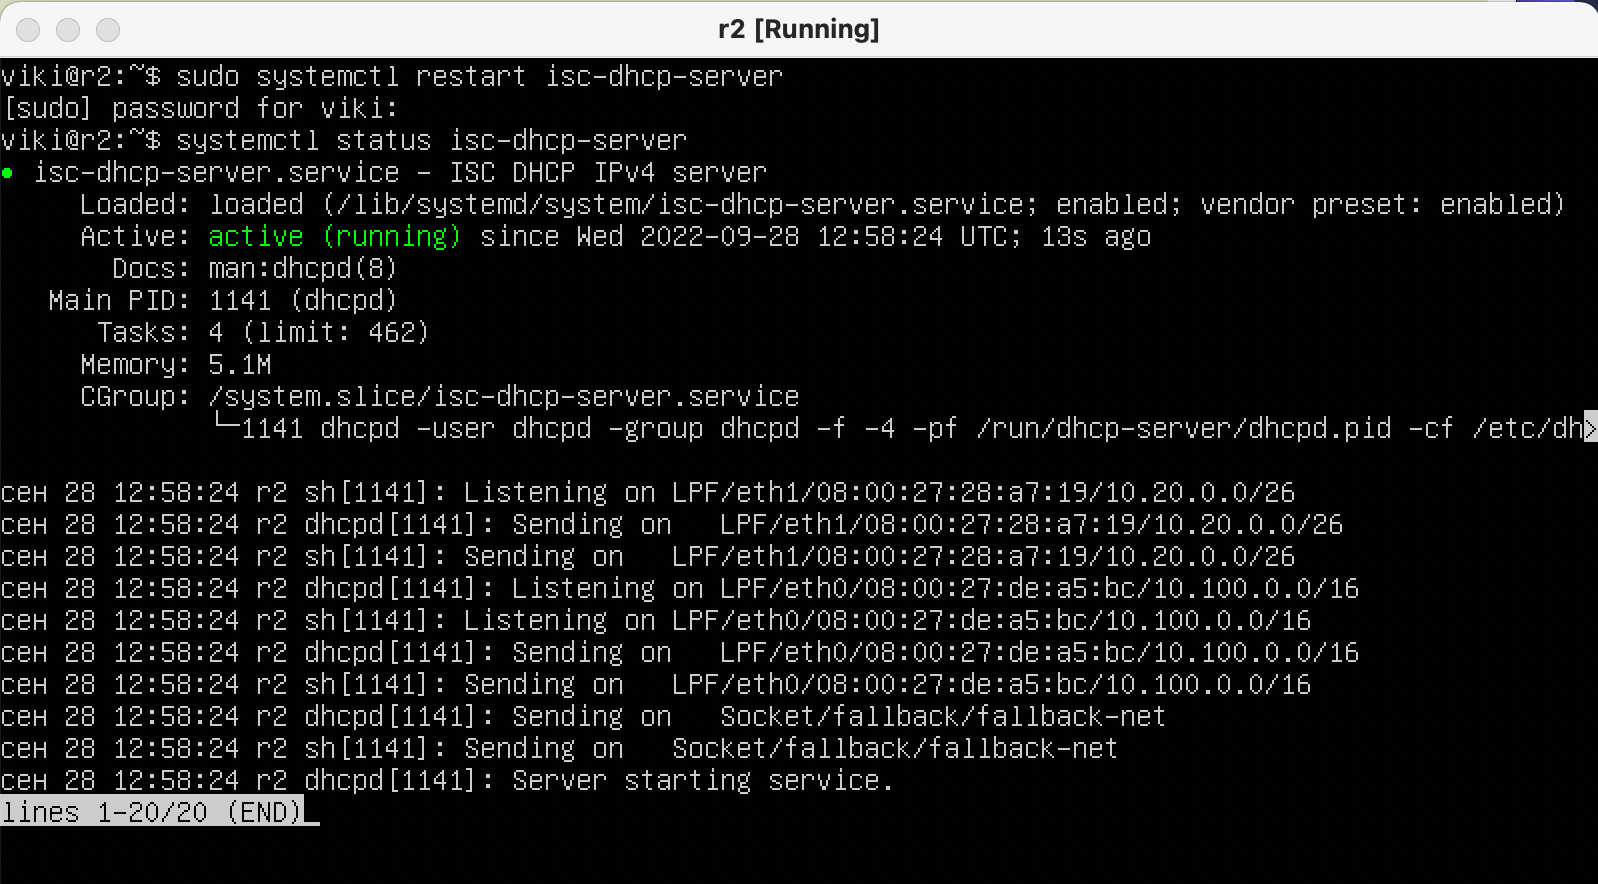 r2 [Running]
viki@r2:~$ sudo systemctl restart isc-dhcp-server
[sudo] password for viki:
viki@r2:~$ systemctl status isc-dhcp-server
● isc-dhcp-server.service - ISC DHCP IPv4 server
     Loaded: loaded (/lib/systemd/system/isc-dhcp-server.service; enabled; vendor preset: enabled)
     Active: active (running) since Wed 2022-09-28 12:58:24 UTC; 13s ago
       Docs: man:dhcpd(8)
   Main PID: 1141 (dhcpd)
      Tasks: 4 (limit: 462)
     Memory: 5.1M
     CGroup: /system.slice/isc-dhcp-server.service
             └─1141 dhcpd -user dhcpd -group dhcpd -f -4 -pf /run/dhcp-server/dhcpd.pid -cf /etc/dh>
сен 28 12:58:24 r2 sh[1141]: Listening on LPF/eth1/08:00:27:28:a7:19/10.20.0.0/26
сен 28 12:58:24 r2 dhcpd[1141]: Sending on   LPF/eth1/08:00:27:28:a7:19/10.20.0.0/26
сен 28 12:58:24 r2 sh[1141]: Sending on   LPF/eth1/08:00:27:28:a7:19/10.20.0.0/26
сен 28 12:58:24 r2 dhcpd[1141]: Listening on LPF/eth0/08:00:27:de:a5:bc/10.100.0.0/16
сен 28 12:58:24 r2 sh[1141]: Listening on LPF/eth0/08:00:27:de:a5:bc/10.100.0.0/16
сен 28 12:58:24 r2 dhcpd[1141]: Sending on   LPF/eth0/08:00:27:de:a5:bc/10.100.0.0/16
сен 28 12:58:24 r2 sh[1141]: Sending on   LPF/eth0/08:00:27:de:a5:bc/10.100.0.0/16
сен 28 12:58:24 r2 dhcpd[1141]: Sending on   Socket/fallback/fallback-net
сен 28 12:58:24 r2 sh[1141]: Sending on   Socket/fallback/fallback-net
сен 28 12:58:24 r2 dhcpd[1141]: Server starting service.
lines 1-20/20 (END)